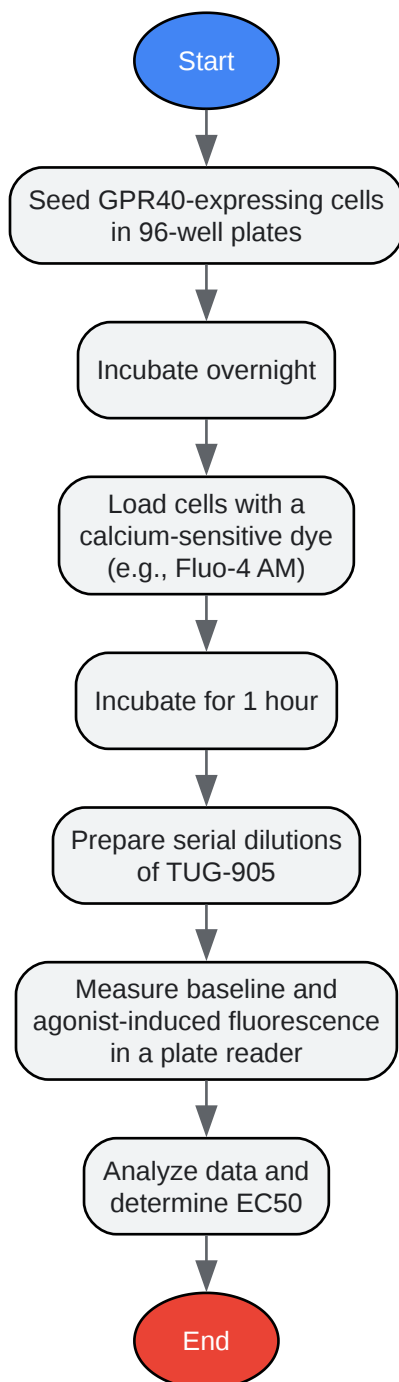 Start
Seed GPR40-expressing cells
in 96-well plates
Incubate overnight
Load cells with a
calcium-sensitive dye
(e.g., Fluo-4 AM)
Incubate for 1 hour
Prepare serial dilutions
of TUG-905
Measure baseline and
agonist-induced fluorescence
in a plate reader
Analyze data and
determine EC50
End